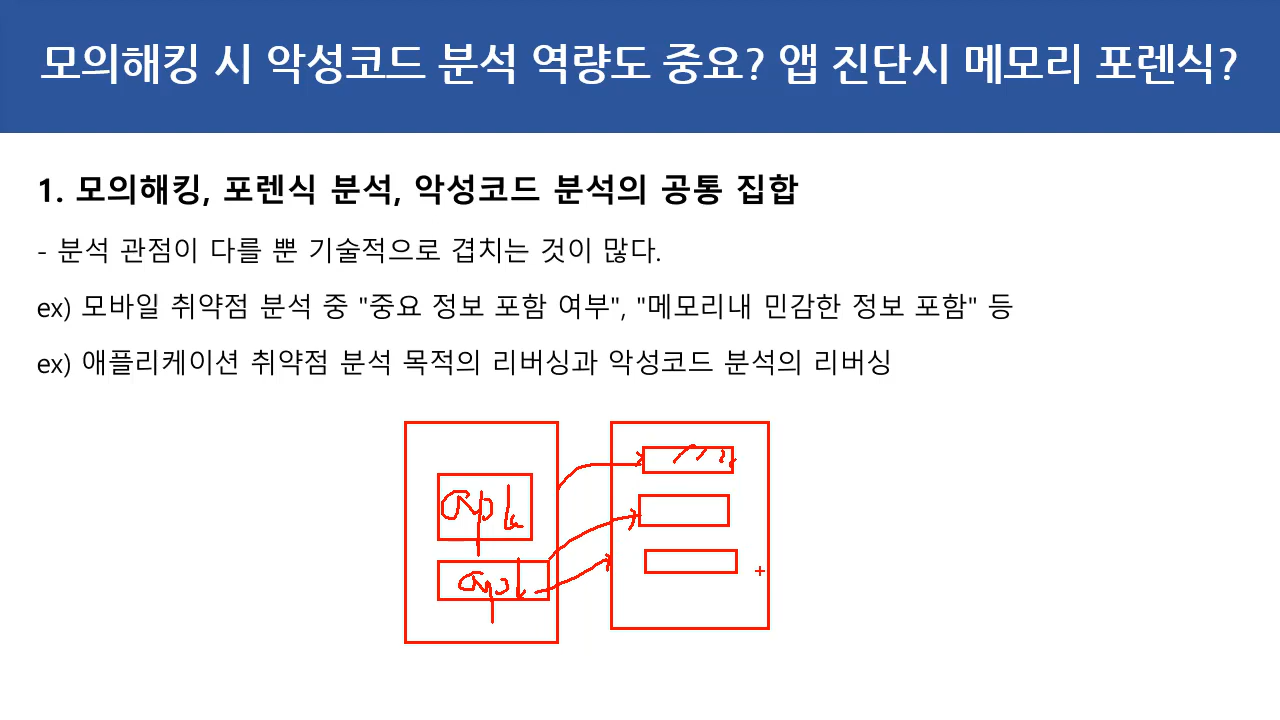 모의해킹 시 악성코드 분석 역량도 중요? 앱 진단시 메모리 포렌식?
1. 모의해킹, 포렌식 분석, 악성코드 분석의 공통 집합
- 분석 관점이 다를 뿐 기술적으로 겹치는 것이 많다.
ex) 모바일 취약점 분석 중 "중요 정보 포함 여부", "메모리내 민감한 정보 포함" 등
ex) 애플리케이션 취약점 분석 목적의 리버싱과 악성코드 분석의 리버싱
apk